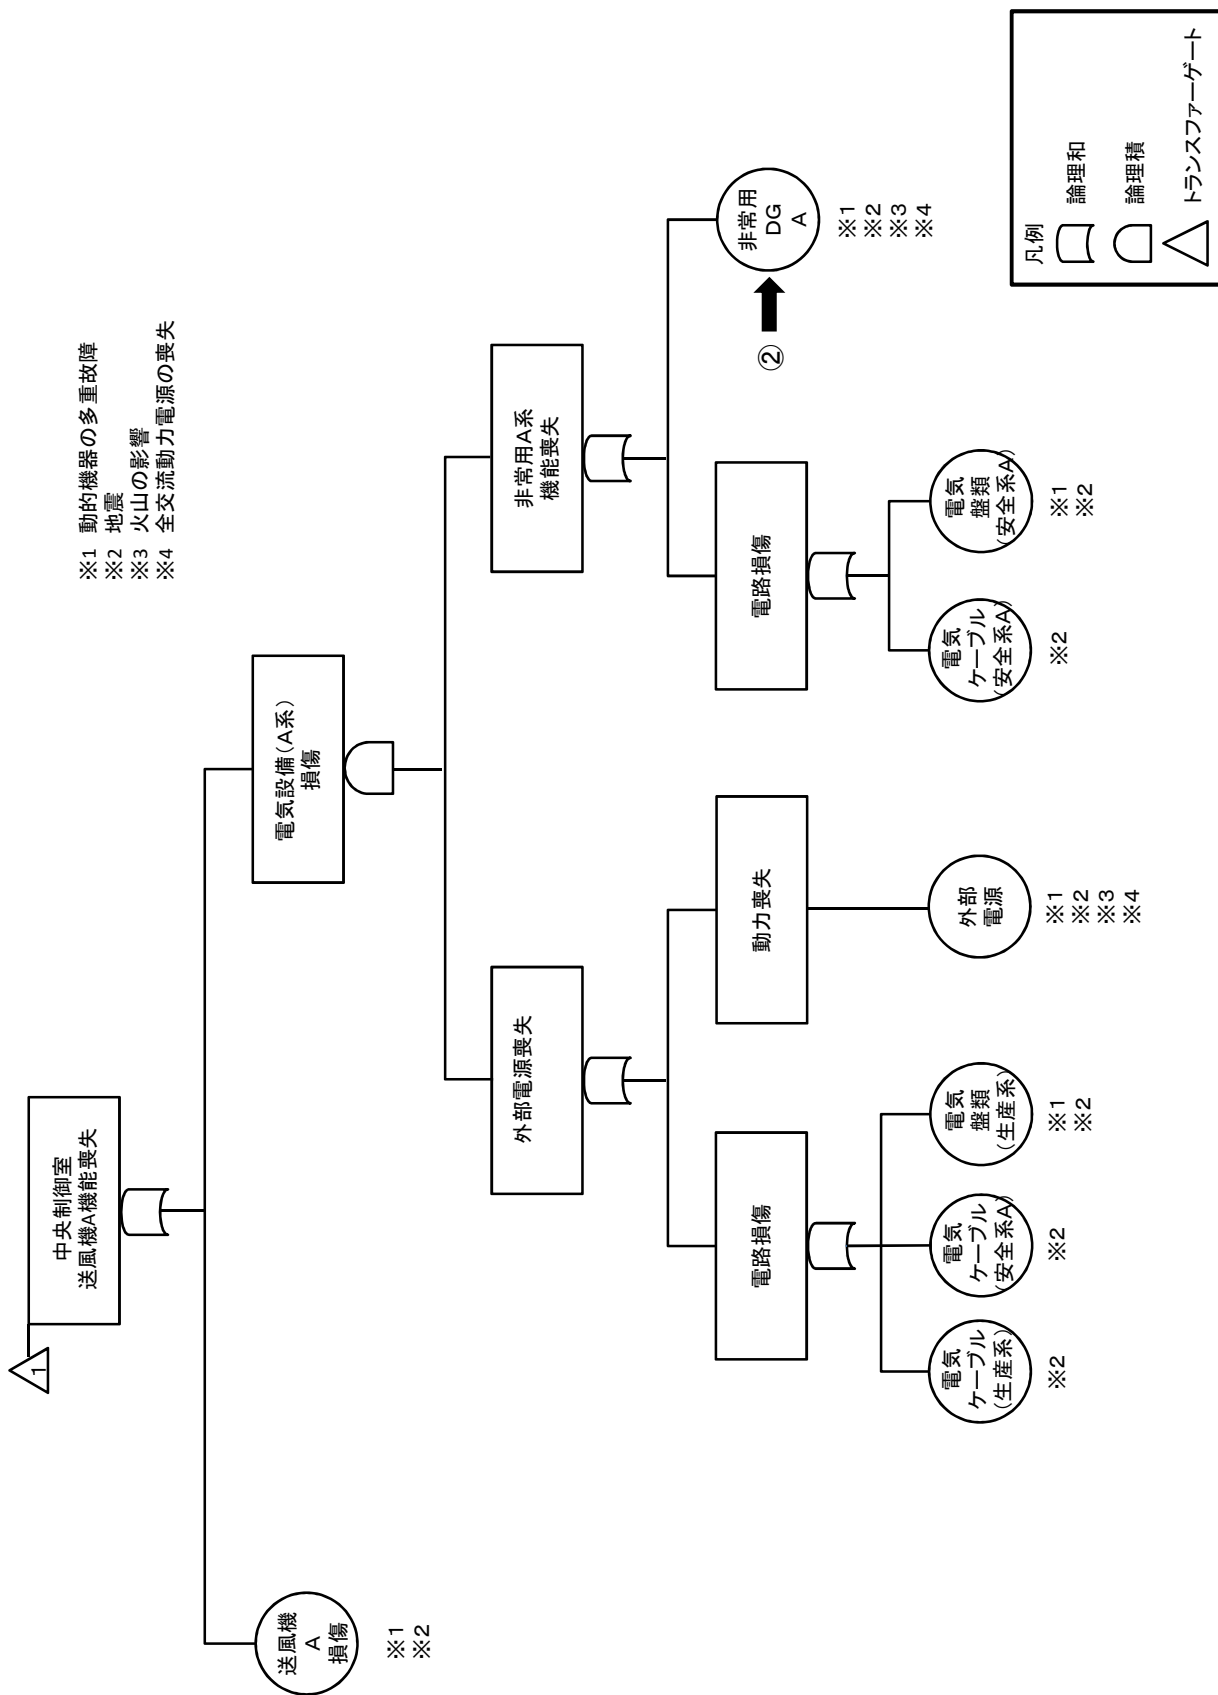 ※1 動的機器の多重故障
※2 地震
※3 火山の影響
※4 全交流動力電源の喪失
1
中央制御室
送風機A機能喪失
送風機
A
損傷
※1
※2
電気設備(A系)
損傷
外部電源喪失
非常用A系
機能喪失
電路損傷
動力喪失
電路損傷
非常用
DG
A
②
※1
※2
※3
※4
電気
ケーブル
(生産系)
※2
電気
ケーブル
(安全系A)
※2
電気
盤類
(生産系)
※1
※2
外部
電源
※1
※2
※3
※4
電気
ケーブル
(安全系A)
※2
電気
盤類
(安全系A)
※1
※2
凡例
論理和
論理積
トランスファーゲート